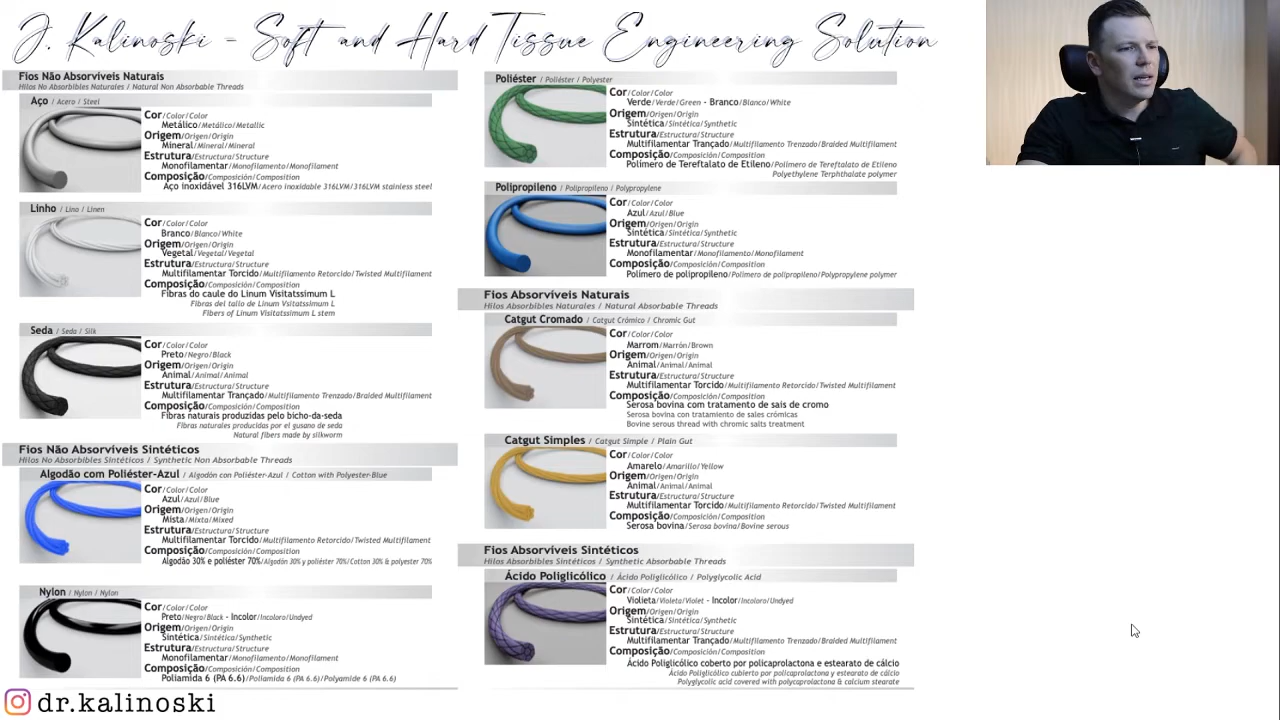 J. Kalinoski - Soft and Hard Tissue Engineering Solution
Fios Não Absorvíveis Naturais
Hilos No Absorbibles Naturales / Natural Non Absorbable Threads
Aço / Acero / Steel
Cor/Color/Color
Metálico/Metálico/Metallic
Origem/Origen/Origin
Mineral/Mineral/Mineral
Estrutura/Estructura/Structure
Monofilamentar/Monofilamento/Monofilament
Composição/Composición/Composition
Aço inoxidável 316LVM/Acero inoxidable 316LVM/316LVM stainless steel
Linho / Lino / Linen
Cor/Color/Color
Branco/Blanco/White
Origem/Origen/Origin
Vegetal/Vegetal/Vegetal
Estrutura/Estructura/Structure
Multifilamentar Torcido/Multifilamento Retorcido/Twisted Multifilament
Composição/Composición/Composition
Fibras do caule do Linum Visitatssimum L
Fibras del tallo de Linum Vsitatssimum L
Fibers of Linum Visitatssimum L stem
Seda / Seda / Silk
Cor/Color/Color
Preto/Negro/Black
Origem/Origen/Origin
Animal/Animal/Animal
Estrutura/Estructura/Structure
Multifilamentar Trançado/Multifilamento Trenzado/Braided Multifilament
Composição/Composición/Composition
Fibras naturais produzidas pelo bicho-da-seda
Fibras naturales producidas por el gusano de seda
Natural fibers made by silkworm
Fios Não Absorvíveis Sintéticos
Hilos No Absorbibles Sintéticos / Synthetic Non Absorbable Threads
Algodão com Poliéster-Azul / Algodón con Poliéster-Azul / Cotton with Polyester-Blue
Cor/Color/Color
Azul/Azul/Blue
Origem/Origen/Origin
Mista/Mixta/Mixed
Estrutura/Estructura/Structure
Multifilamentar Torcido/Multifilamento Retorcido/Twisted Multifilament
Composição/Composición/Composition
Algodão 30% e poliéster 70%/Algodón 30% y poliéster 70%/Cotton 30% & polyester 70%
Nylon / Nylon / Nylon
Cor/Color/Color
Preto/Negro/Black - Incolor/Incoloro/Undyed
Origem/Origen/Origin
Sintética/Sintética/Synthetic
Estrutura/Estructura/Structure
Monofilamentar/Monofilamento/Monofilament
Composição/Composición/Composition
Poliamida 6 (PA 6.6)/Poliamida 6 (PA 6.6)/Polyamide 6 (PA 6.6)
Poliéster / Poliéster / Polyester
Cor/Color/Color
Verde/Verde/Green - Branco/Blanco/White
Origem/Origen/Origin
Sintética/Sintética/Synthetic
Estrutura/Estructura/Structure
Multifilamentar Trançado/Multifilamento Trenzado/Braided Multifilament
Composição/Composición/Composition
Polímero de Tereftalato de Etileno/Polímero de Tereftalato de Etileno
Polyethylene Terphthalate polymer
Polipropileno / Polipropileno / Polypropylene
Cor/Color/Color
Azul/Azul/Blue
Origem/Origen/Origin
Sintética/Sintética/Synthetic
Estrutura/Estructura/Structure
Monofilamentar/Monofilamento/Monofilament
Composição/Composición/Composition
Polímero de polipropileno/Polímero de polipropileno/Polypropylene polymer
Fios Absorvíveis Naturais
Hilos Absorbibles Naturales / Natural Absorbable Threads
Catgut Cromado / Catgut Crómico / Chromic Gut
Cor/Color/Color
Marrom/Marrón/Brown
Origem/Origen/Origin
Animal/Animal/Animal
Estrutura/Estructura/Structure
Multifilamentar Torcido/Multifilamento Retorcido/Twisted Multifilament
Composição/Composición/Composition
Serosa bovina com tratamento de sais de cromo
Serosa bovina con tratamiento de sales crómicas
Bovine serous thread with chromic salts treatment
Catgut Simples / Catgut Simple / Plain Gut
Cor/Color/Color
Amarelo/Amarillo/Yellow
Origem/Origen/Origin
Animal/Animal/Animal
Estrutura/Estructura/Structure
Multifilamentar Torcido/Multifilamento Retorcido/Twisted Multifilament
Composição/Composición/Composition
Serosa bovina/Serosa bovina/Bovine serous
Fios Absorvíveis Sintéticos
Hilos Absorbibles Sintéticos / Synthetic Absorbable Threads
Ácido Poliglicólico / Ácido Poliglicólico / Polyglycolic Acid
Cor/Color/Color
Violeta/Violeta/Violet - Incolor/Incoloro/Undyed
Origem/Origen/Origin
Sintética/Sintética/Synthetic
Estrutura/Estructura/Structure
Multifilamentar Trançado/Multifilamento Trenzado/Braided Multifilament
Composição/Composición/Composition
Ácido Poliglicólico coberto por policaprolactona e estearato de cálcio
Ácido Poliglicólico cubierto por policaprolactona y estearato de cálcio
Polyglycolic acid covered with polycaprolactona & calcium stearate
dr.kalinoski